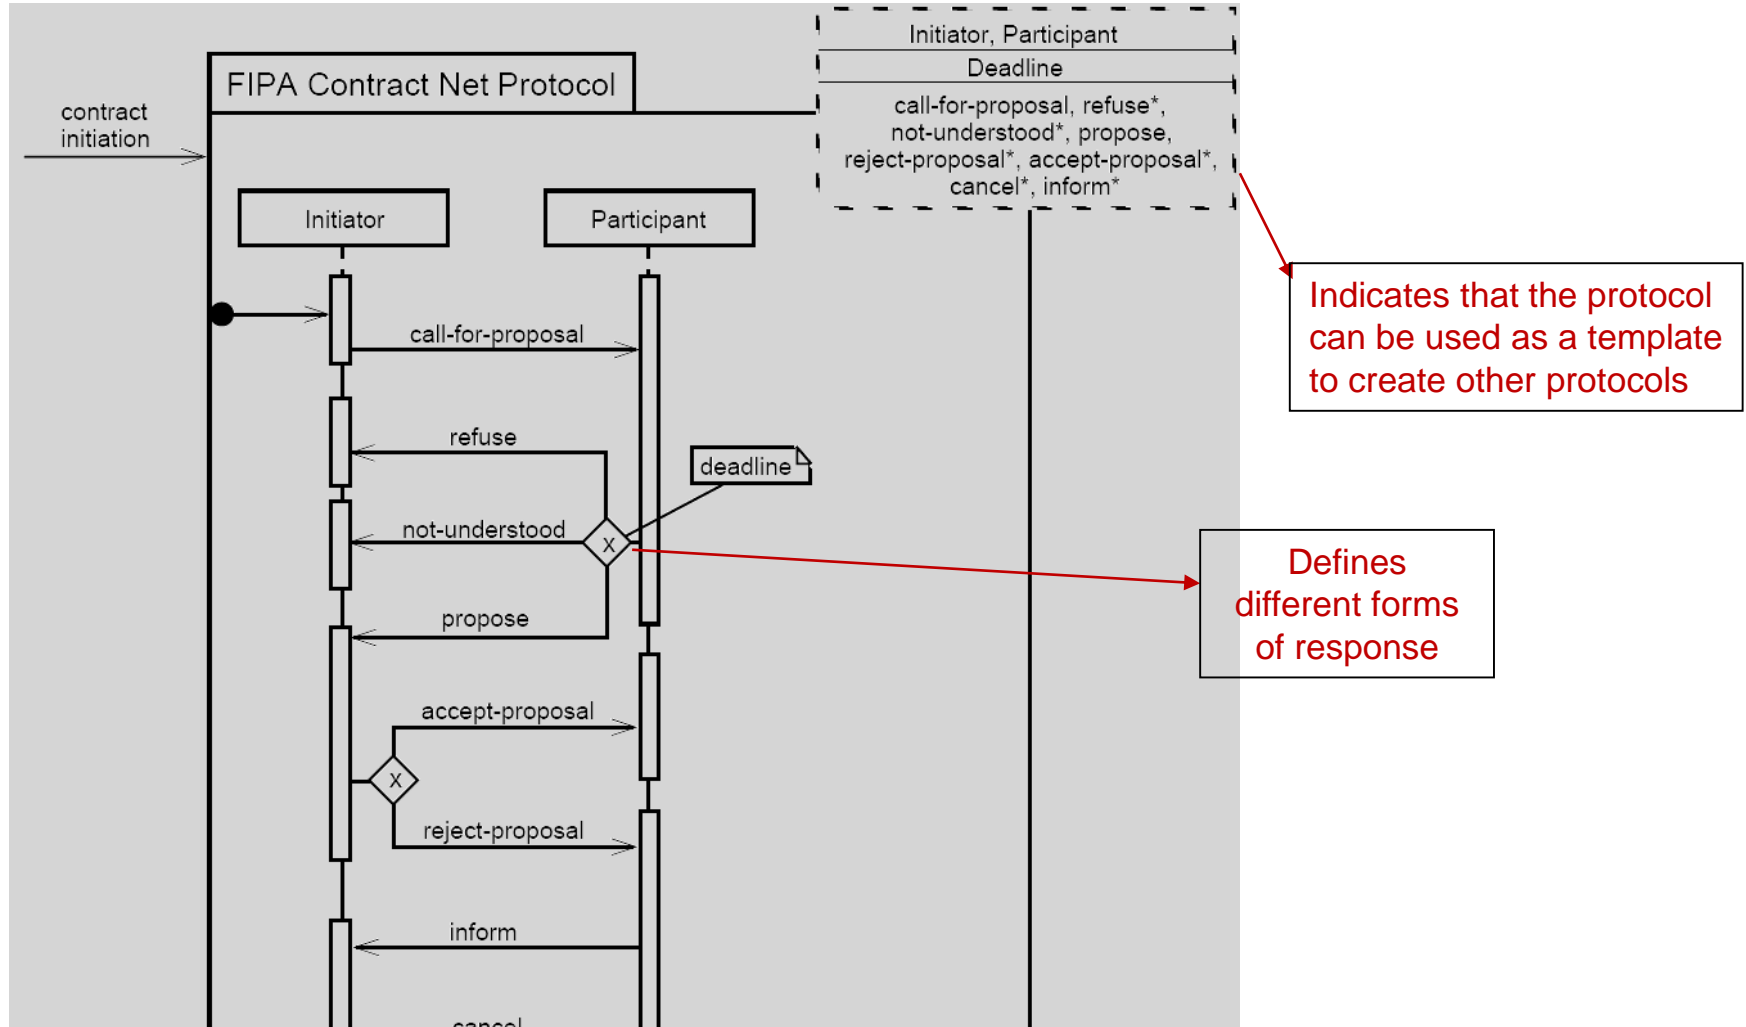 Initiator, Participant
Deadline
call-for-proposal, refuse*,
not-understood*, propose,
reject-proposal*, accept-proposal*,
cancel*, inform*
FIPA Contract Net Protocol
contract
initiation
Initiator
Participant
call-for-proposal
Indicates that the protocol
can be used as a template
to create other protocols
refuse
deadline
not-understood
X
Defines
different forms
of response
propose
accept-proposal
X
reject-proposal
inform
cancel